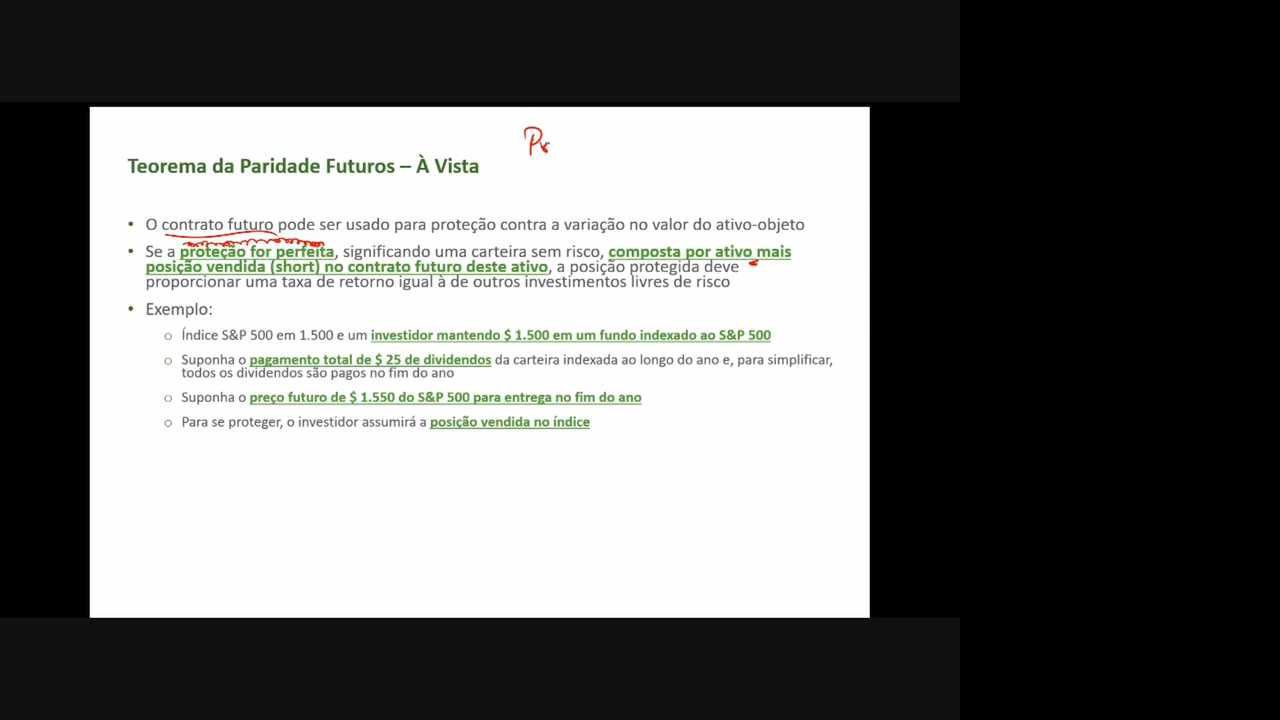 Teorema da Paridade Futuros – À Vista
• O contrato futuro pode ser usado para proteção contra a variação no valor do ativo-objeto
• Se a proteção for perfeita, significando uma carteira sem risco, composta por ativo mais
posição vendida (short) no contrato futuro deste ativo, a posição protegida deve
proporcionar uma taxa de retorno igual à de outros investimentos livres de risco
• Exemplo:
○ Índice S&P 500 em 1.500 e um investidor mantendo $ 1.500 em um fundo indexado ao S&P 500
○ Suponha o pagamento total de $ 25 de dividendos da carteira indexada ao longo do ano e, para simplificar,
todos os dividendos são pagos no fim do ano
○ Suponha o preço futuro de $ 1.550 do S&P 500 para entrega no fim do ano
○ Para se proteger, o investidor assumirá a posição vendida no índice